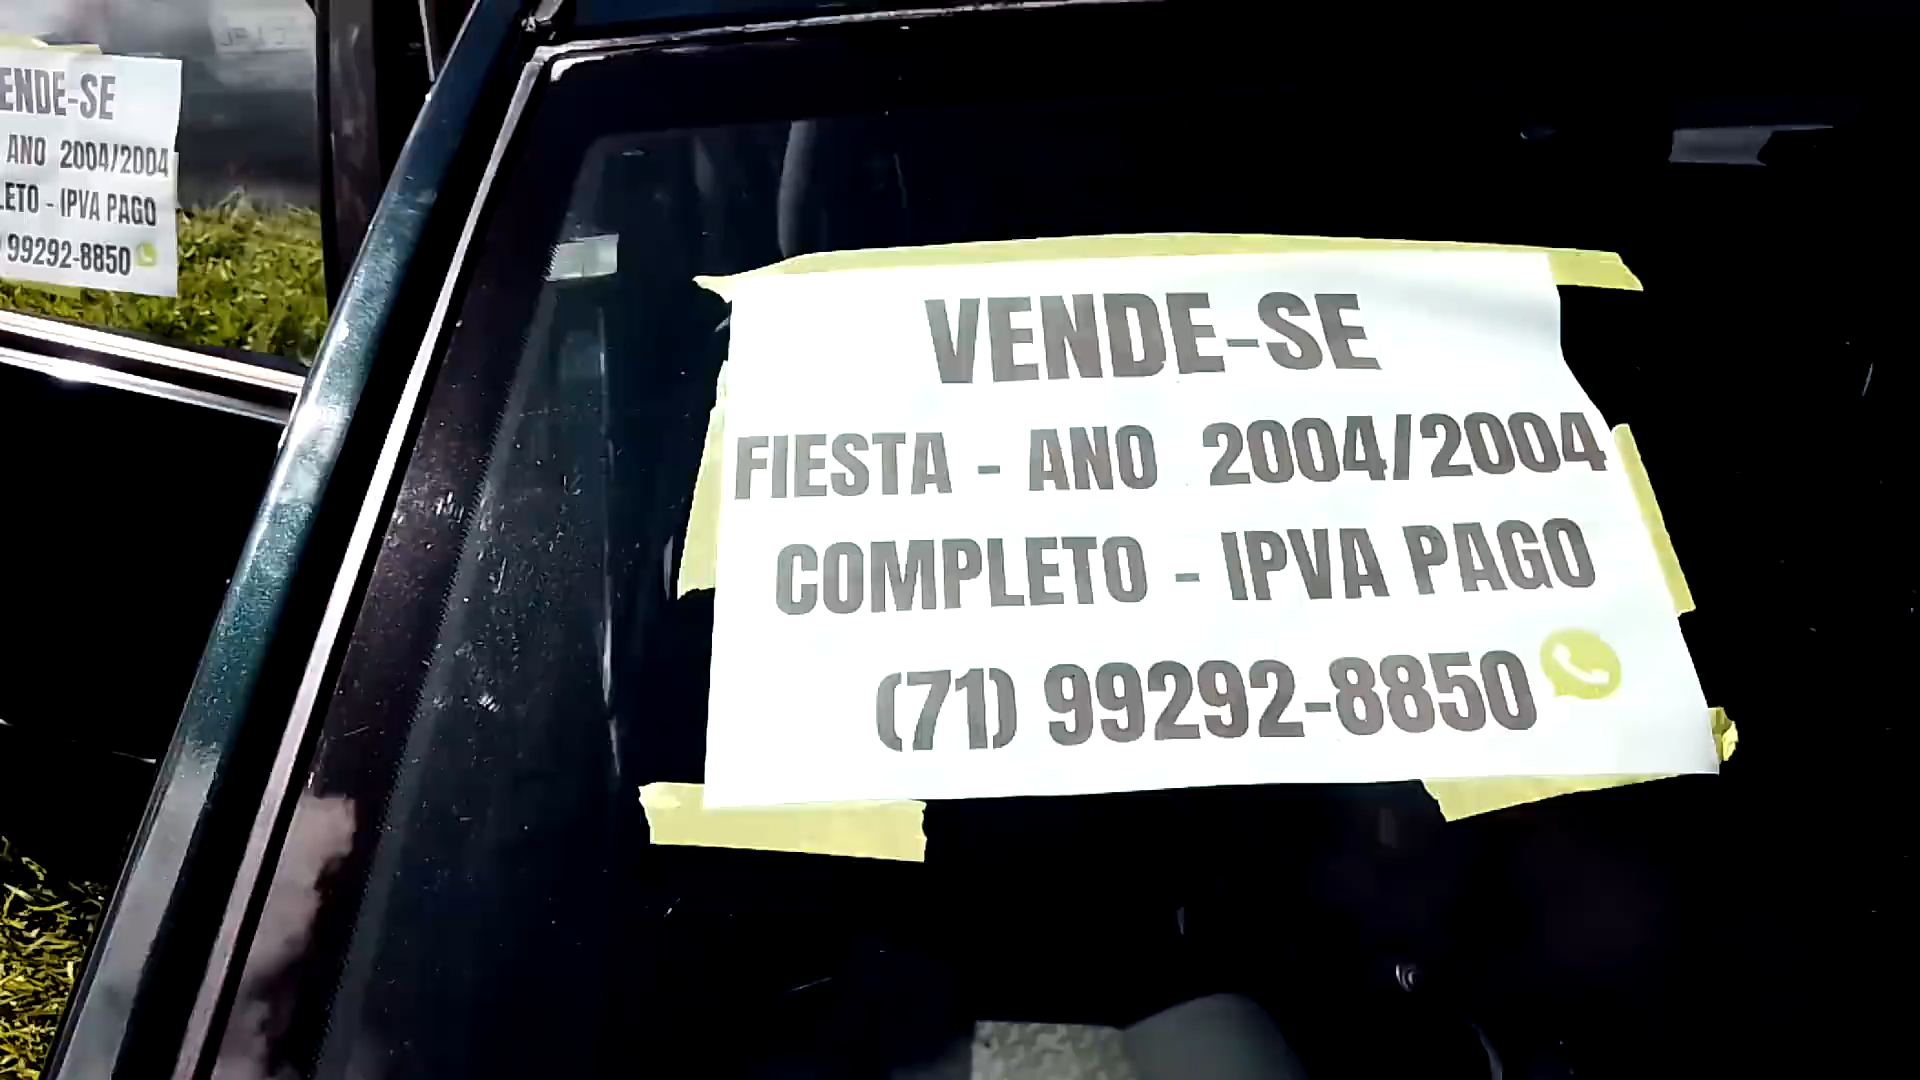 ENDE-SE
ANO 2004/2004
LETO - IPVA PAGO
99292-8850
VENDE-SE
FIESTA - ANO 2004/2004
COMPLETO - IPVA PAGO
(71) 99292-8850